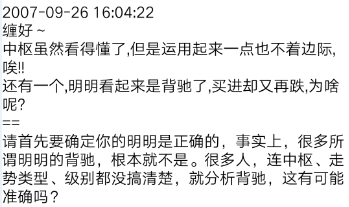 2007-09-26 16:04:22
缠好～
中枢虽然看得懂了,但是运用起来一点也不着边际,
唉!!
还有一个,明明看起来是背驰了,买进却又再跌,为啥
呢?
==
请首先要确定你的明明是正确的，事实上，很多所
谓明明的背驰，根本就不是。很多人，连中枢、走
势类型、级别都没搞清楚，就分析背驰，这有可能
准确吗？